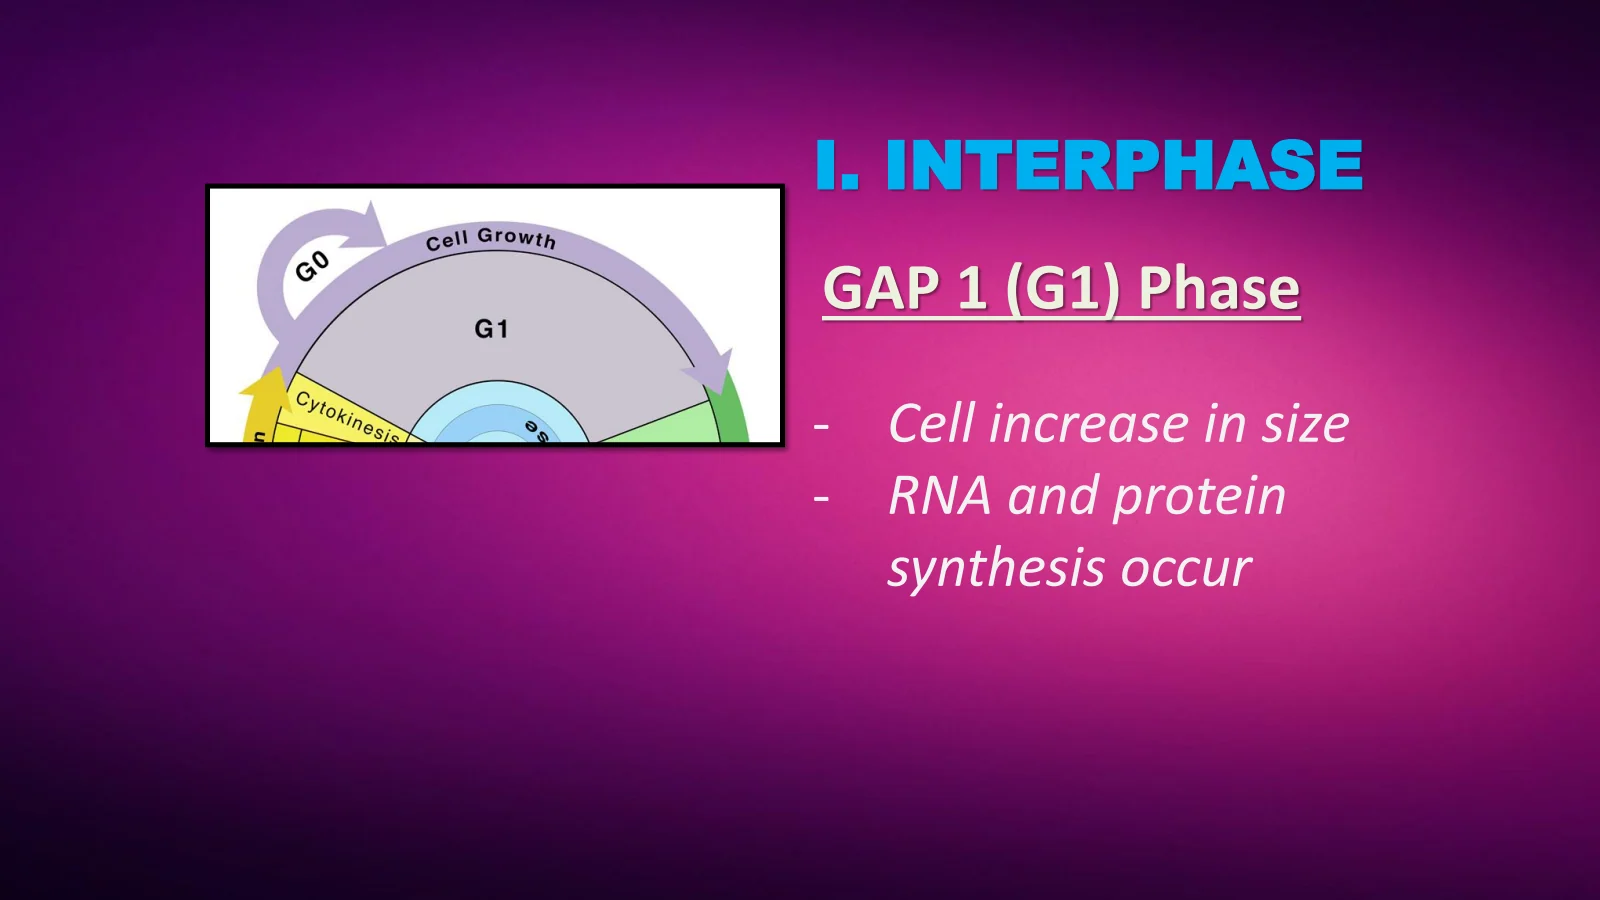 I. INTERPHASE
GAP 1 (G1) Phase
- Cell increase in size
- RNA and protein
synthesis occur
Cell Growth
G0
G1
Cytokinesis